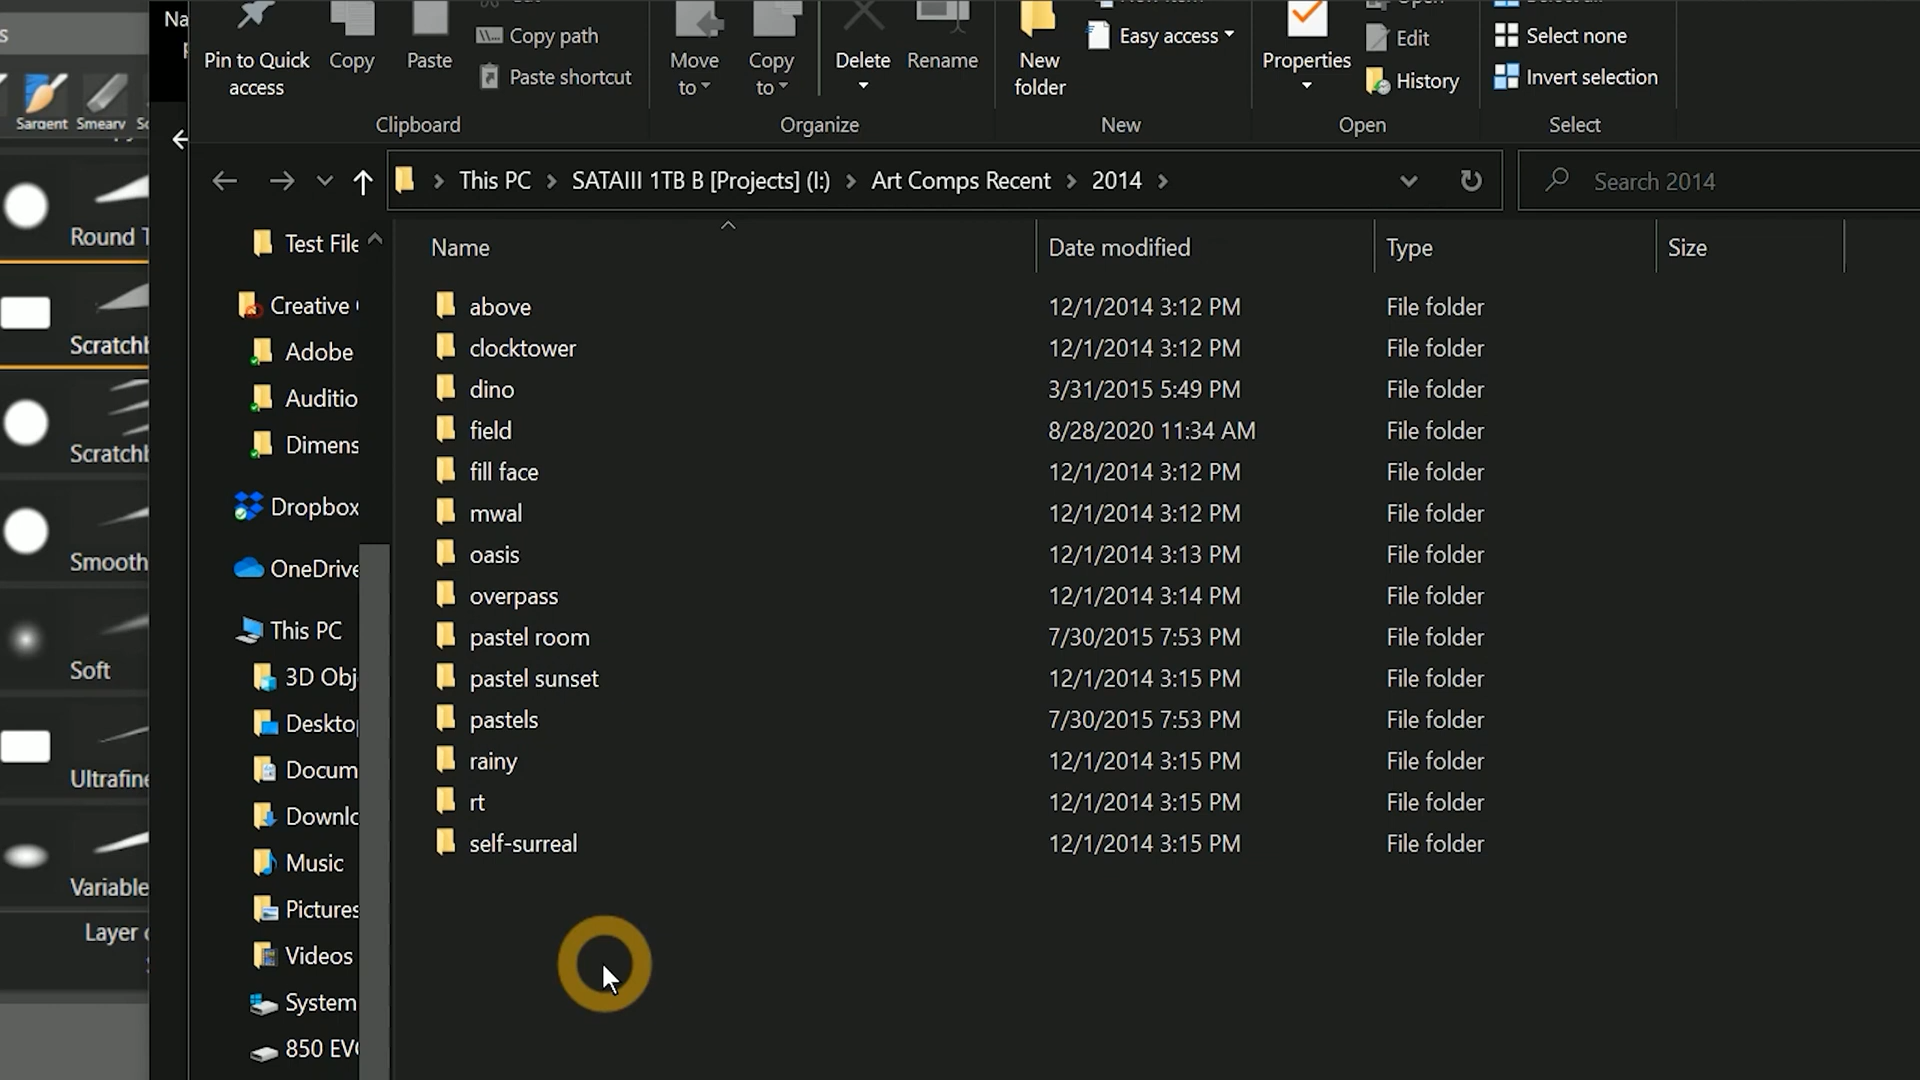 Na
Pin to Quick access
Copy
Paste
Copy path
Paste shortcut
Clipboard
Move to
Copy to
Delete
Rename
Organize
New folder
Easy access
New
Properties
Edit
History
Open
Select none
Invert selection
Select
This PC > SATAIII 1TB B [Projects] (I:) > Art Comps Recent > 2014 >
Search 2014
Sargent
Smeary
Round
Scratchb
Scratchb
Smooth
Soft
Ultrafine
Variable
Layer
Test File
Creative
Adobe
Auditio
Dimens
Dropbox
OneDrive
This PC
3D Obj
Desktop
Docum
Downlo
Music
Pictures
Videos
System
850 EV
Name Date modified Type Size
above 12/1/2014 3:12 PM File folder
clocktower 12/1/2014 3:12 PM File folder
dino 3/31/2015 5:49 PM File folder
field 8/28/2020 11:34 AM File folder
fill face 12/1/2014 3:12 PM File folder
mwal 12/1/2014 3:12 PM File folder
oasis 12/1/2014 3:13 PM File folder
overpass 12/1/2014 3:14 PM File folder
pastel room 7/30/2015 7:53 PM File folder
pastel sunset 12/1/2014 3:15 PM File folder
pastels 7/30/2015 7:53 PM File folder
rainy 12/1/2014 3:15 PM File folder
rt 12/1/2014 3:15 PM File folder
self-surreal 12/1/2014 3:15 PM File folder